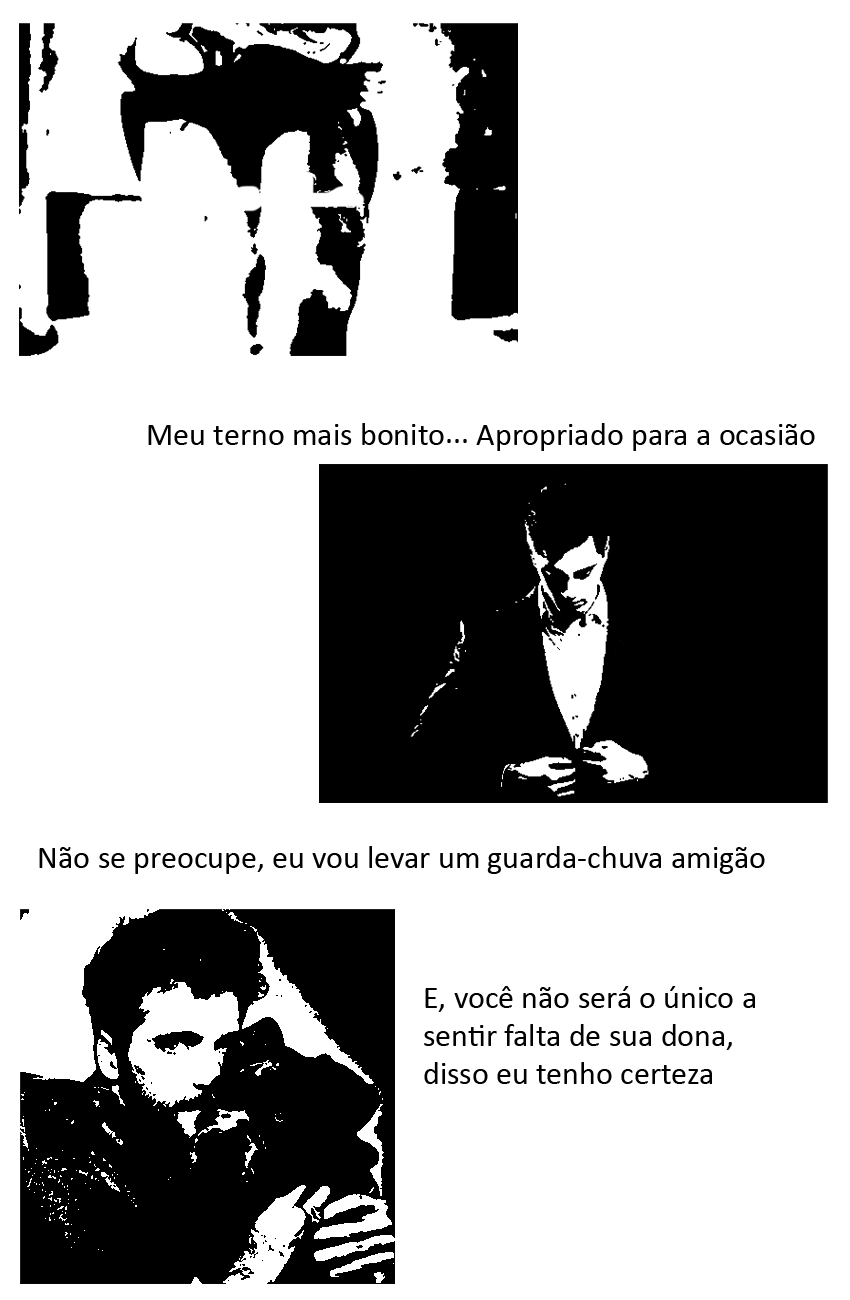 Meu terno mais bonito... Apropriado para a ocasião
Não se preocupe, eu vou levar um guarda-chuva amigão
E, você não será o único a
sentir falta de sua dona,
disso eu tenho certeza